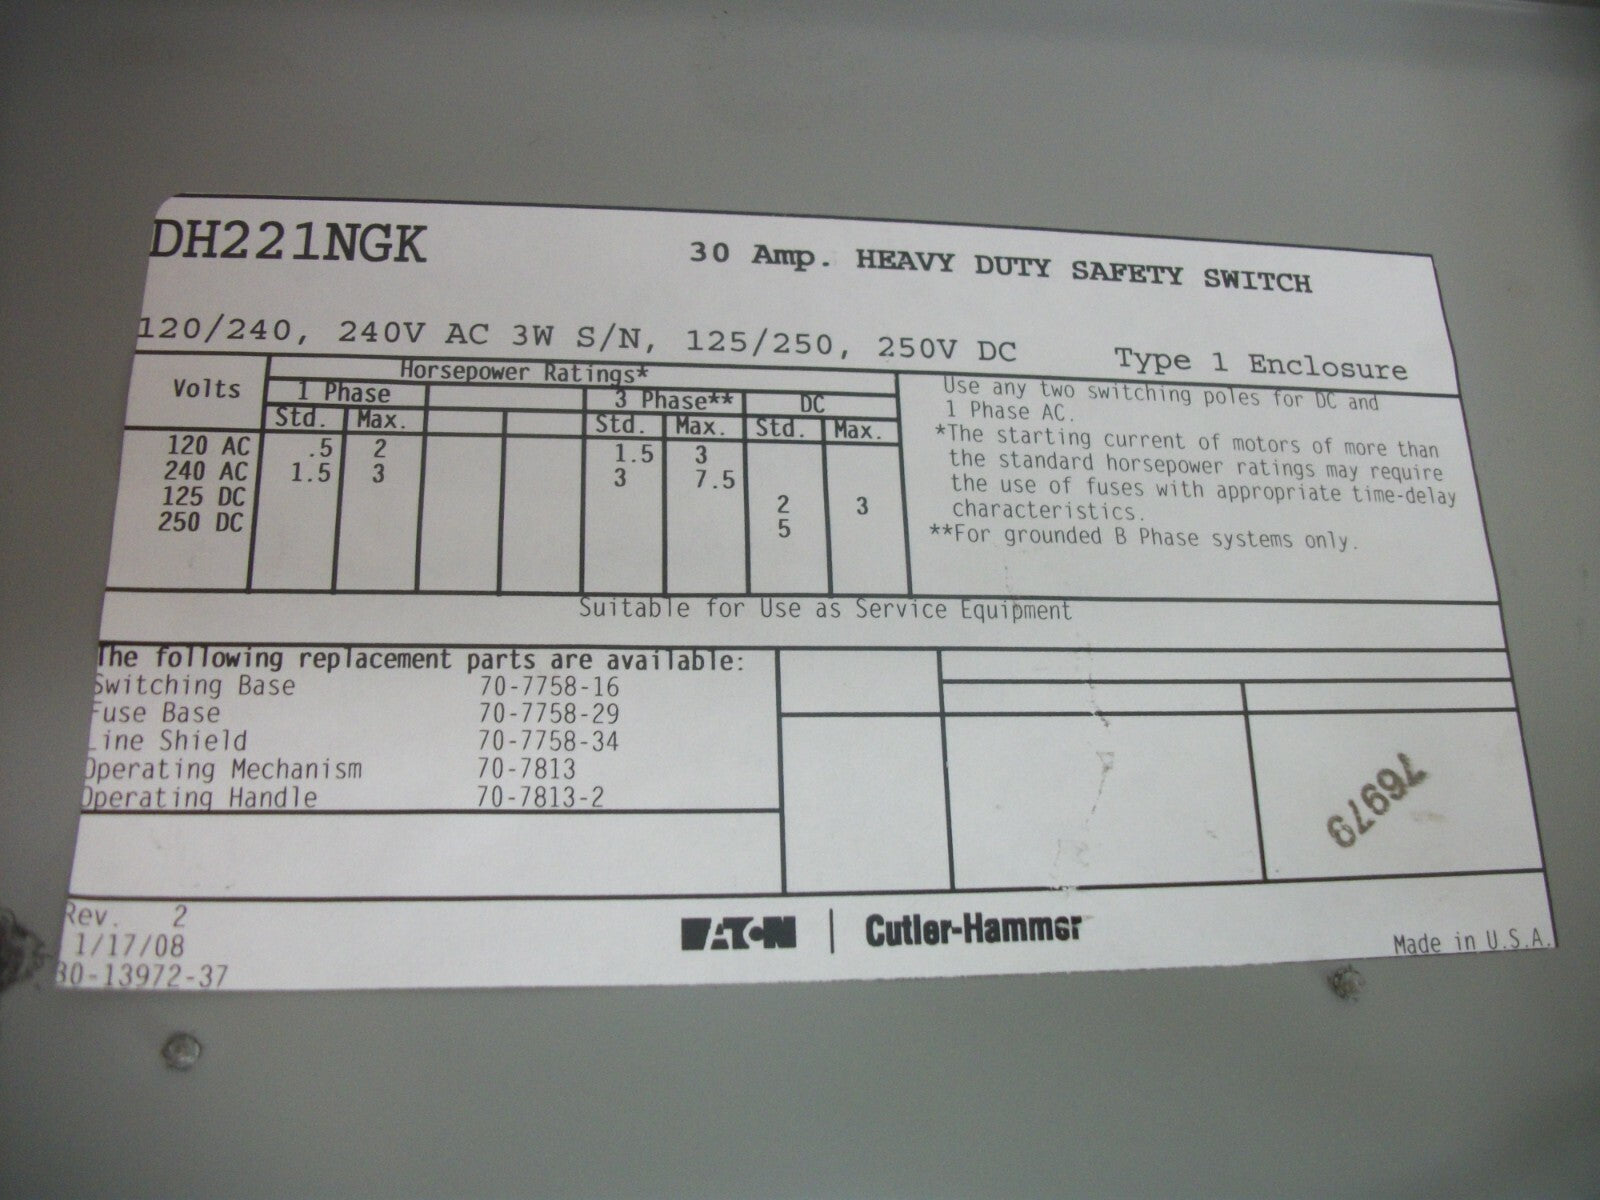 DH221NGK
30 Amp. HEAVY DUTY SAFETY SWITCH
120/240, 240V AC 3W S/N, 125/250, 250V DC
Type 1 Enclosure
Volts
Horsepower Ratings*
1 Phase 3 Phase** DC
Std. Max. Std. Max. Std. Max.
120 AC .5 2 1.5 3
240 AC 1.5 3 3 7.5
125 DC 2 3
250 DC 5
Use any two switching poles for DC and
1 Phase AC.
*The starting current of motors of more than
the standard horsepower ratings may require
the use of fuses with appropriate time-delay
characteristics.
**For grounded B Phase systems only.
Suitable for Use as Service Equipment
The following replacement parts are available:
Switching Base 70-7758-16
Fuse Base 70-7758-29
Line Shield 70-7758-34
Operating Mechanism 70-7813
Operating Handle 70-7813-2
76979
Rev. 2
1/17/08
80-13972-37
EATON | Cutler-Hammer
Made in U.S.A.